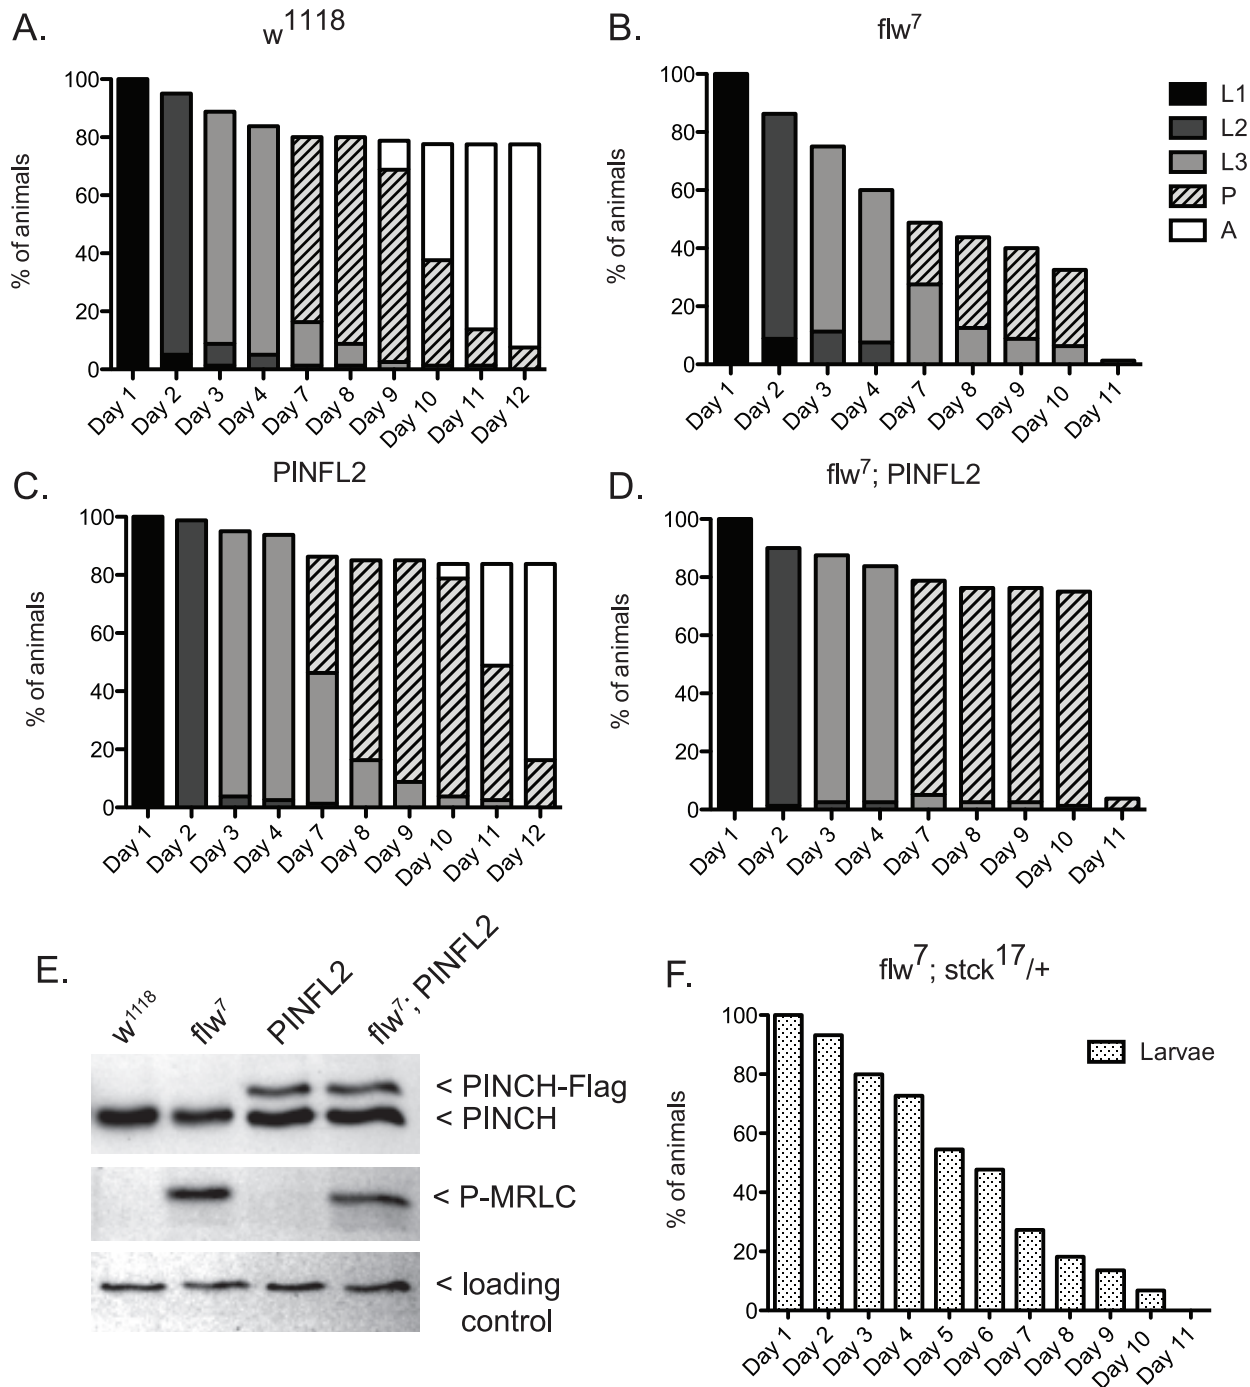 A.
w1118
% of animals
100
80
60
40
20
0
Day 1
Day 2
Day 3
Day 4
Day 7
Day 8
Day 9
Day 10
Day 11
Day 12
B.
flw7
% of animals
100
80
60
40
20
0
Day 1
Day 2
Day 3
Day 4
Day 7
Day 8
Day 9
Day 10
Day 11
L1
L2
L3
P
A
C.
PINFL2
% of animals
100
80
60
40
20
0
Day 1
Day 2
Day 3
Day 4
Day 7
Day 8
Day 9
Day 10
Day 11
Day 12
D.
flw7; PINFL2
% of animals
100
80
60
40
20
0
Day 1
Day 2
Day 3
Day 4
Day 7
Day 8
Day 9
Day 10
Day 11
E.
w1118
flw7
PINFL2
flw7; PINFL2
< PINCH-Flag
< PINCH
< P-MRLC
< loading
control
F.
flw7; stck17/+
% of animals
100
80
60
40
20
0
Day 1
Day 2
Day 3
Day 4
Day 5
Day 6
Day 7
Day 8
Day 9
Day 10
Day 11
Larvae